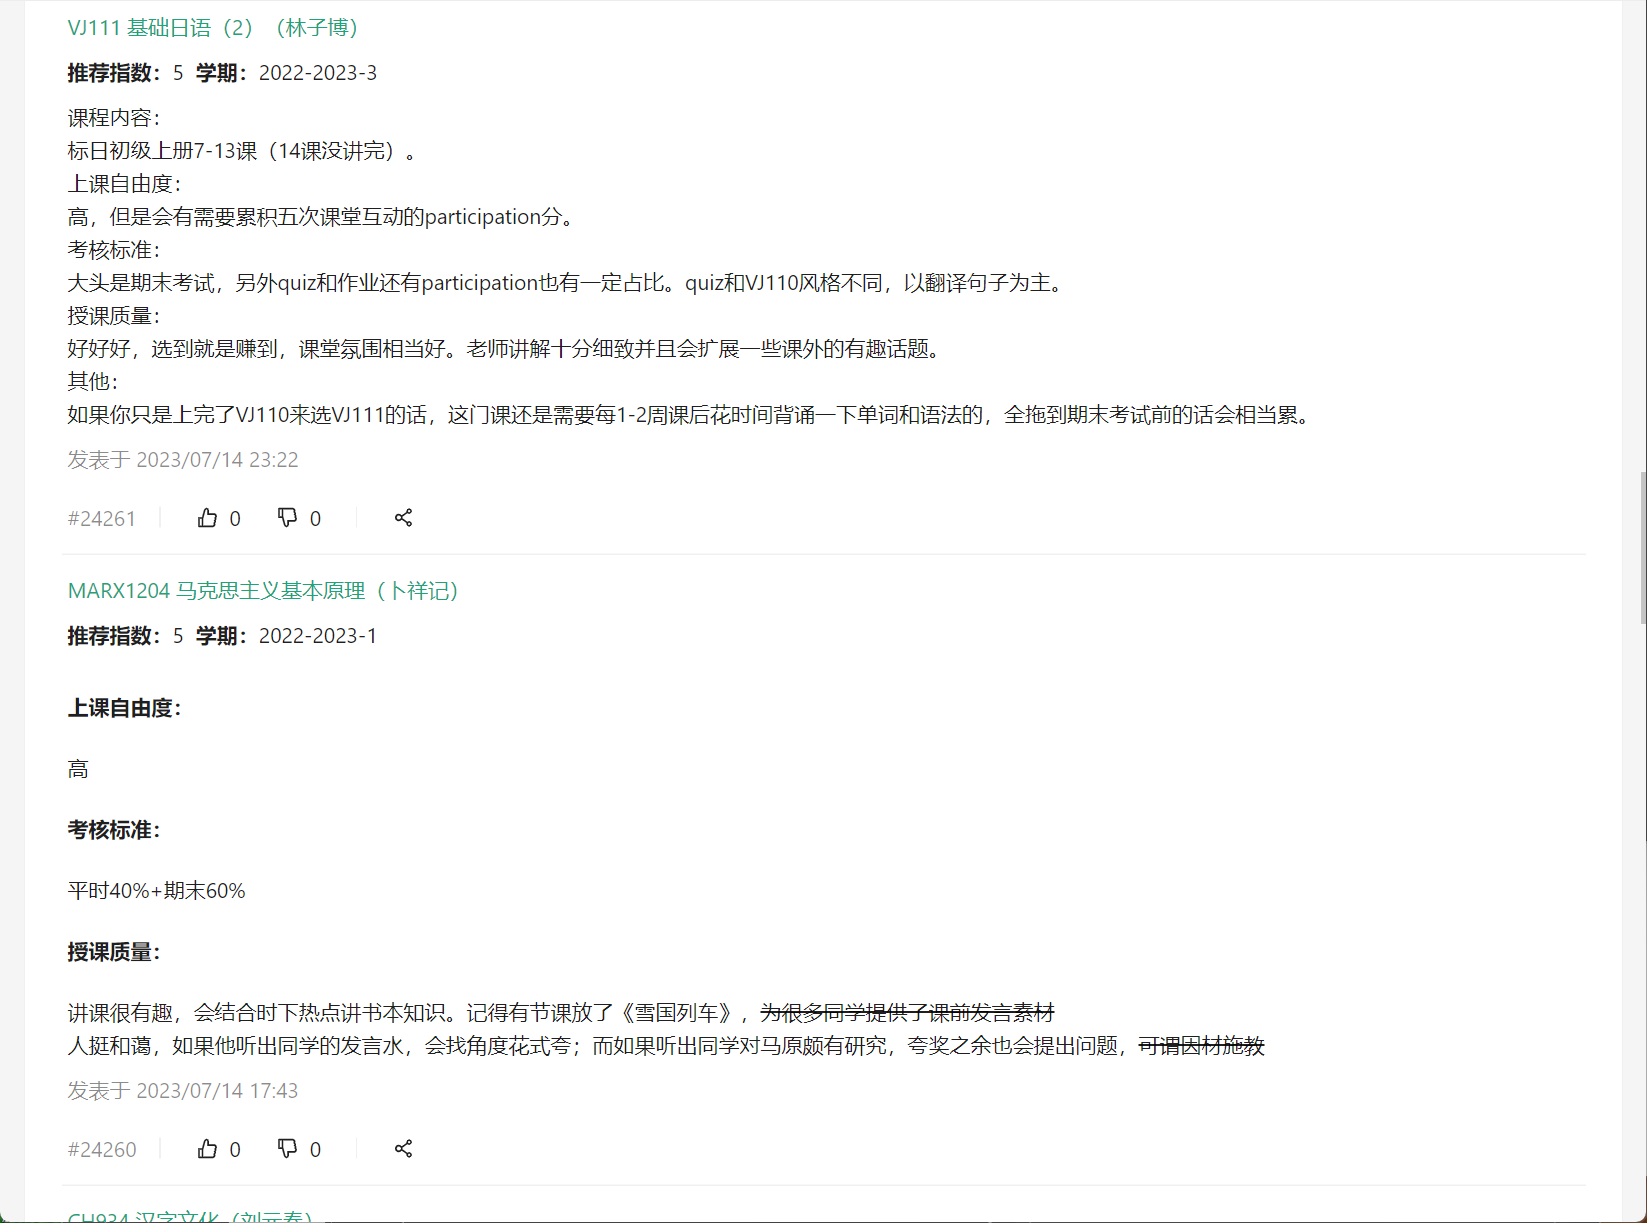 VJ111 基础日语（2）（林子博）
推荐指数：5 学期：2022-2023-3
课程内容：
标日初级上册7-13课（14课没讲完）。
上课自由度：
高，但是会有需要累积五次课堂互动的participation分。
考核标准：
大头是期末考试，另外quiz和作业还有participation也有一定占比。quiz和VJ110风格不同，以翻译句子为主。
授课质量：
好好好，选到就是赚到，课堂氛围相当好。老师讲解十分细致并且会扩展一些课外的有趣话题。
其他：
如果你只是上完了VJ110来选VJ111的话，这门课还是需要每1-2周课后花时间背诵一下单词和语法的，全拖到期末考试前的话会相当累。
发表于 2023/07/14 23:22
#24261 0 0
MARX1204 马克思主义基本原理（卜祥记）
推荐指数：5 学期：2022-2023-1
上课自由度：
高
考核标准：
平时40%+期末60%
授课质量：
讲课很有趣，会结合时下热点讲书本知识。记得有节课放了《雪国列车》，为很多同学提供了课前发言素材
人挺和蔼，如果他听出同学的发言水，会找角度花式夸；而如果听出同学对马原颇有研究，夸奖之余也会提出问题，可谓因材施教
发表于 2023/07/14 17:43
#24260 0 0
CH934 汉字文化（刘元春）